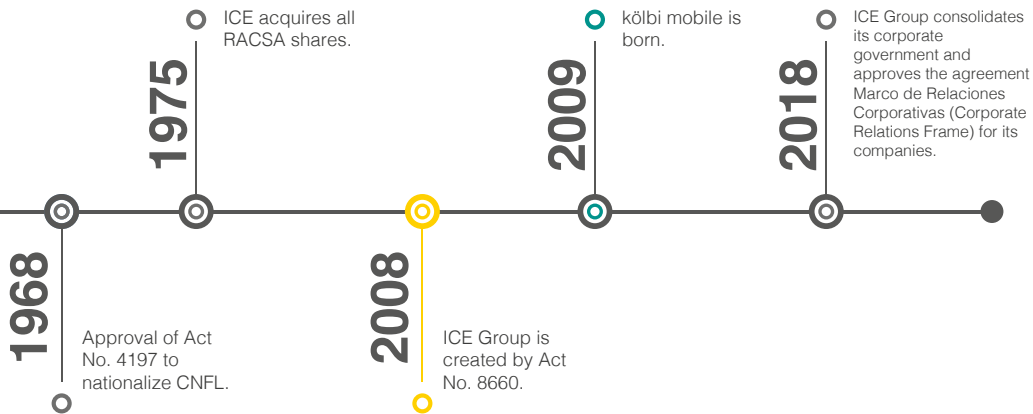 1975
ICE acquires all
RACSA shares.
2009
kölbi mobile is
born.
2018
ICE Group consolidates
its corporate
government and
approves the agreement
Marco de Relaciones
Corporativas (Corporate
Relations Frame) for its
companies.
1968
Approval of Act
No. 4197 to
nationalize CNFL.
2008
ICE Group is
created by Act
No. 8660.